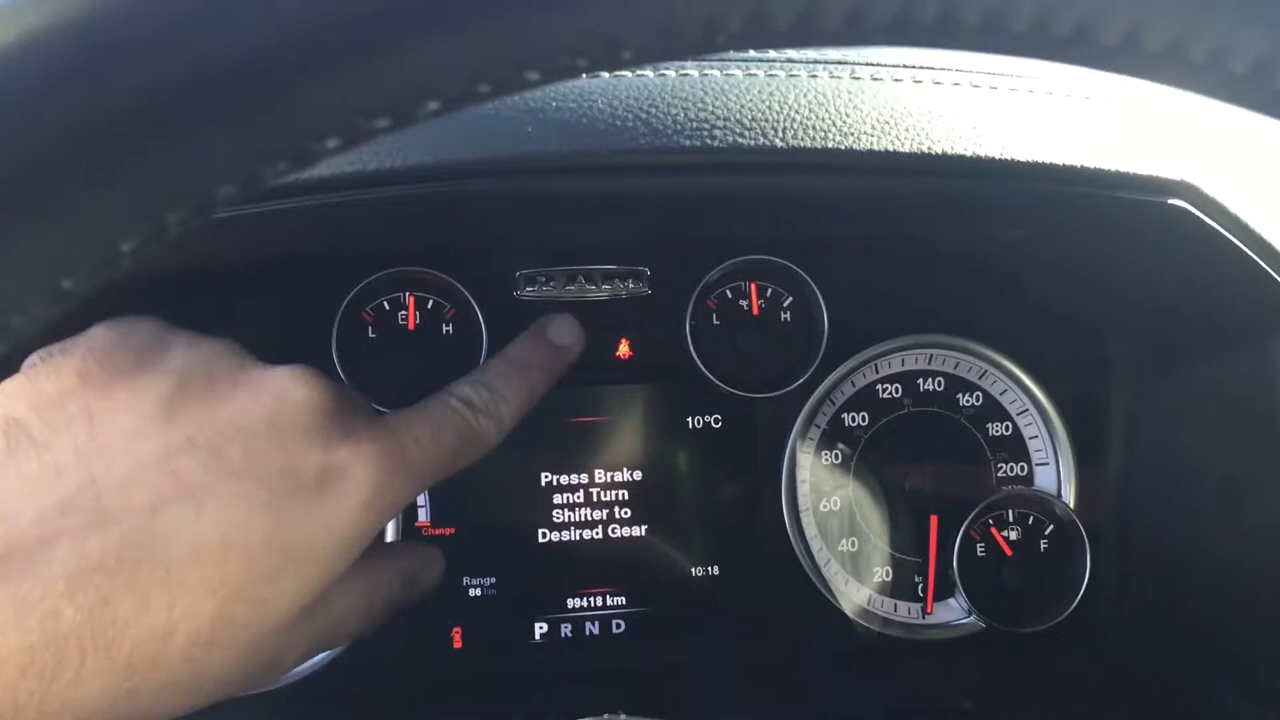 RAM
L H
L H
10°C
Press Brake
and Turn
Shifter to
Desired Gear
Change
Range
86 km
10:18
99418 km
P R N D
20 40 60 80 100 120 140 160 180 200
E F